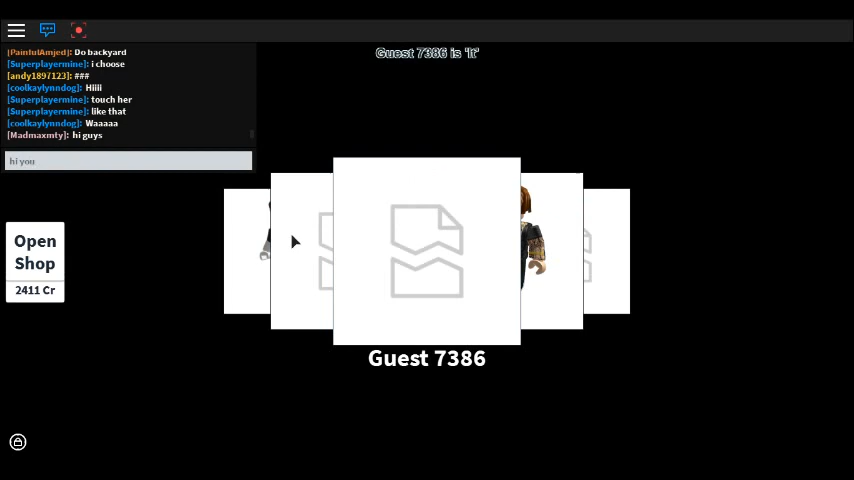 Guest 7386 is 'It'
[PainfulAmjed]: Do backyard
[Superplayermine]: i choose
[andy1897123]: ###
[coolkaylynndog]: Hiiii
[Superplayermine]: touch her
[Superplayermine]: like that
[coolkaylynndog]: Waaaaa
[Madmaxmty]: hi guys
hi you
Open
Shop
2411 Cr
Guest 7386